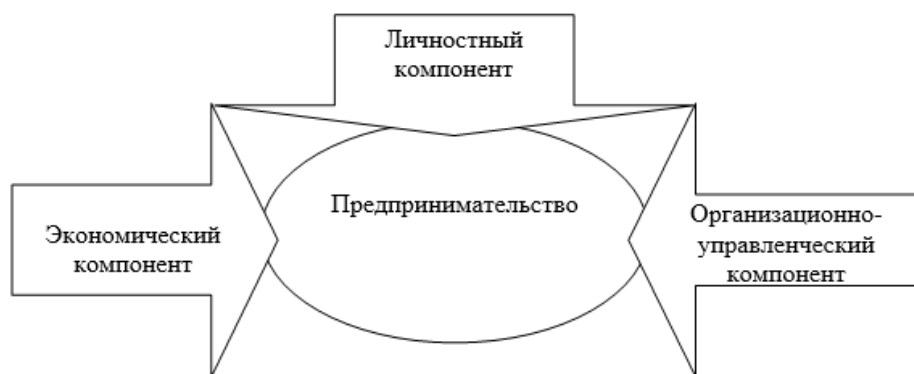 Личностный
компонент
Предпринимательство
Экономический
компонент
Организационно-
управленческий
компонент